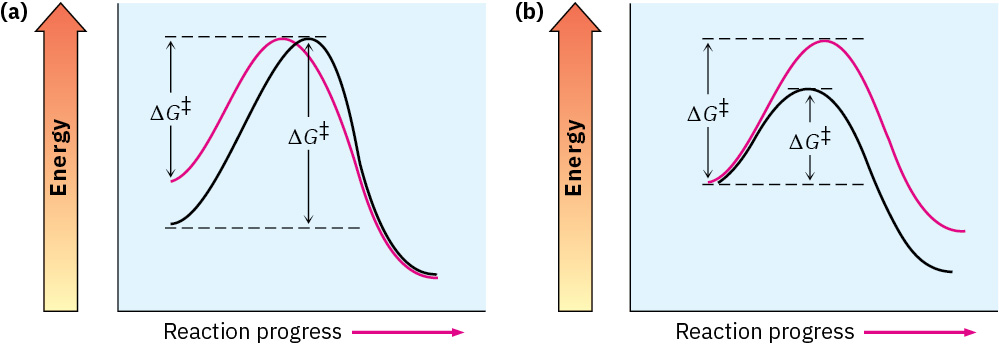 (a)
Energy
ΔG‡
ΔG‡
Reaction progress
(b)
Energy
ΔG‡
ΔG‡
Reaction progress